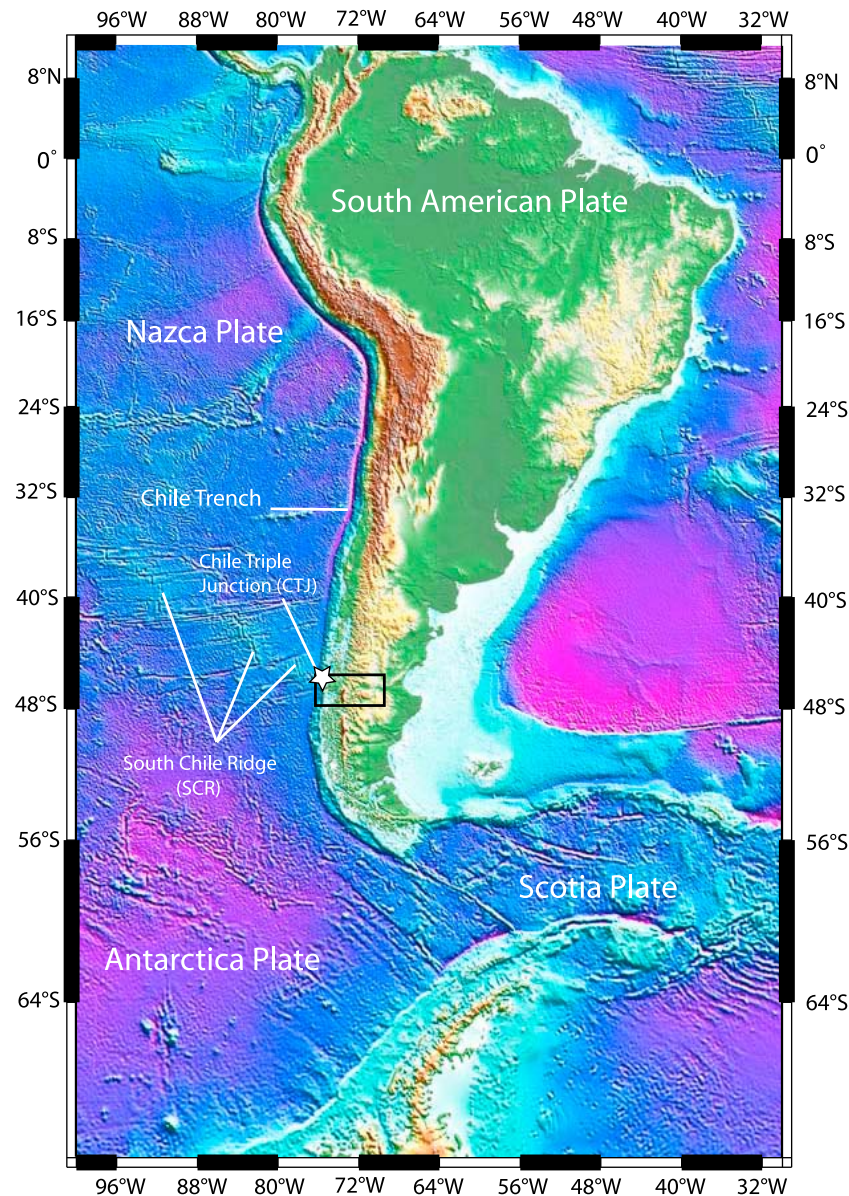 96°W 88°W 80°W 72°W 64°W 56°W 48°W 40°W 32°W
8°N 8°N
0° 0°
South American Plate
8°S 8°S
16°S 16°S
Nazca Plate
24°S 24°S
32°S 32°S
Chile Trench
Chile Triple
Junction (CTJ)
40°S 40°S
48°S 48°S
South Chile Ridge
(SCR)
56°S 56°S
Scotia Plate
Antarctica Plate
64°S 64°S
96°W 88°W 80°W 72°W 64°W 56°W 48°W 40°W 32°W